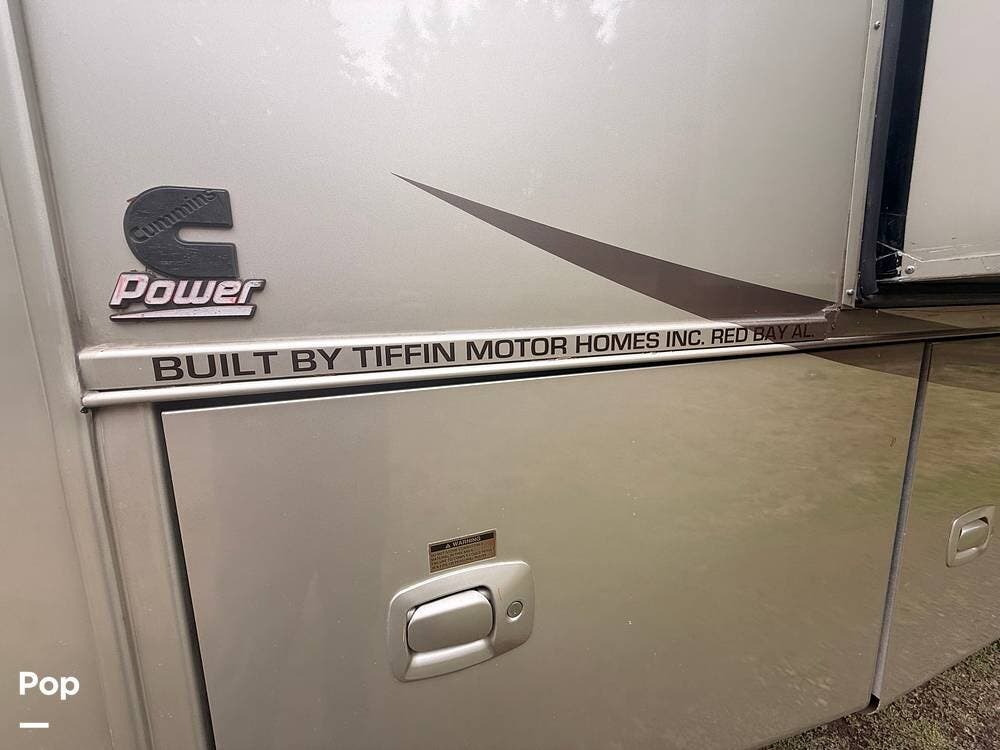 Cummins
Power
BUILT BY TIFFIN MOTOR HOMES INC. RED BAY AL.
WARNING
Pop